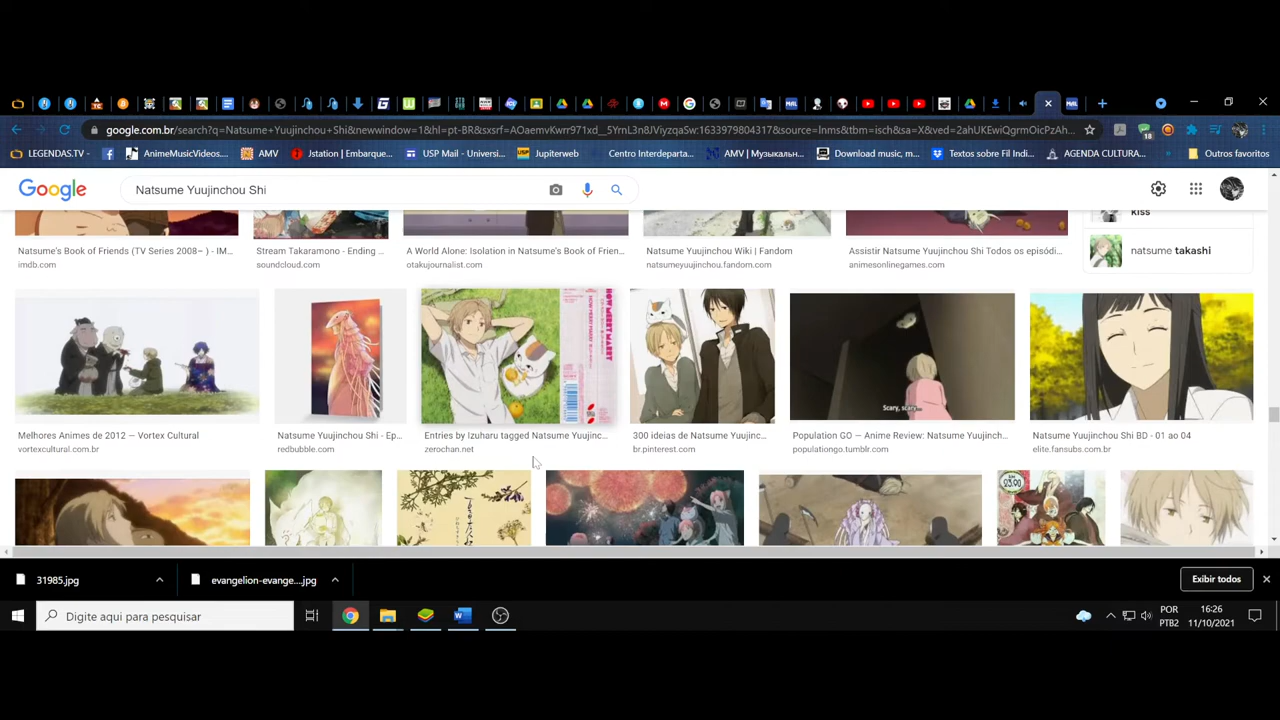 google.com.br/search?q=Natsume+Yuujinchou+Shi&newwindow=1&hl=pt-BR&sxsrf=AOaemvKwrr971xd__5YmL3n8JViyzqaSw:1633979804317&source=lnms&tbm=isch&sa=X&ved=2ahUKEwiQgrmOicPzAh...
LEGENDAS.TV - AnimeMusicVideos.... AMV Jstation | Embarque... USP Mail - Universi... Jupiterweb Centro Interdeparta... AMV | Музыкальн... Download music, m... Textos sobre Fil Indi... AGENDA CULTURA... Outros favoritos
Google Natsume Yuujinchou Shi
kiss
Natsume's Book of Friends (TV Series 2008– ) - IM... Stream Takaramono - Ending ... A World Alone: Isolation in Natsume's Book of Frien... Natsume Yuujinchou Wiki | Fandom Assistir Natsume Yuujinchou Shi Todos os episódi... natsume takashi
imdb.com soundcloud.com otakujournalist.com natsumeyuujinchou.fandom.com animesonlinegames.com
Scary, scary...
Melhores Animes de 2012 — Vortex Cultural Natsume Yuujinchou Shi - Ep... Entries by Izuharu tagged Natsume Yuujinc... 300 ideias de Natsume Yuujinc... Population GO — Anime Review: Natsume Yuujinch... Natsume Yuujinchou Shi BD - 01 ao 04
vortexcultural.com.br redbubble.com zerochan.net br.pinterest.com populationgo.tumblr.com elite.fansubs.com.br
31985.jpg evangelion-evange....jpg Exibir todos
Digite aqui para pesquisar POR 16:26
PTB2 11/10/2021